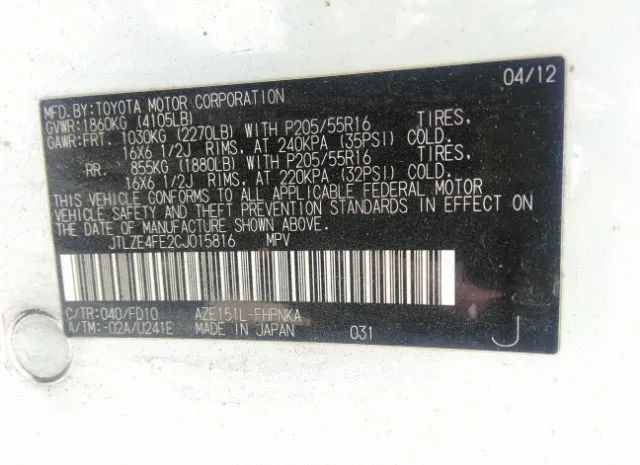 04/12
MFD.BY:TOYOTA MOTOR CORPORATION
GVWR:1860KG (4105LB)
GAWR:FRT. 1030KG (2270LB) WITH P205/55R16 TIRES,
16X6 1/2J RIMS, AT 240KPA (35PSI) COLD.
RR. 855KG (1880LB) WITH P205/55R16 TIRES,
16X6 1/2J RIMS, AT 220KPA (32PSI) COLD.
THIS VEHICLE CONFORMS TO ALL APPLICABLE FEDERAL MOTOR
VEHICLE SAFETY AND THEFT PREVENTION STANDARDS IN EFFECT ON
THE DATE OF MANUFACTURE SHOWN ABOVE.
JTLZE4FE2CJ015816 MPV
C/TR:040/FD10 AZE151L-FHPNKA
A/TM:-02A/U241E MADE IN JAPAN 031 J